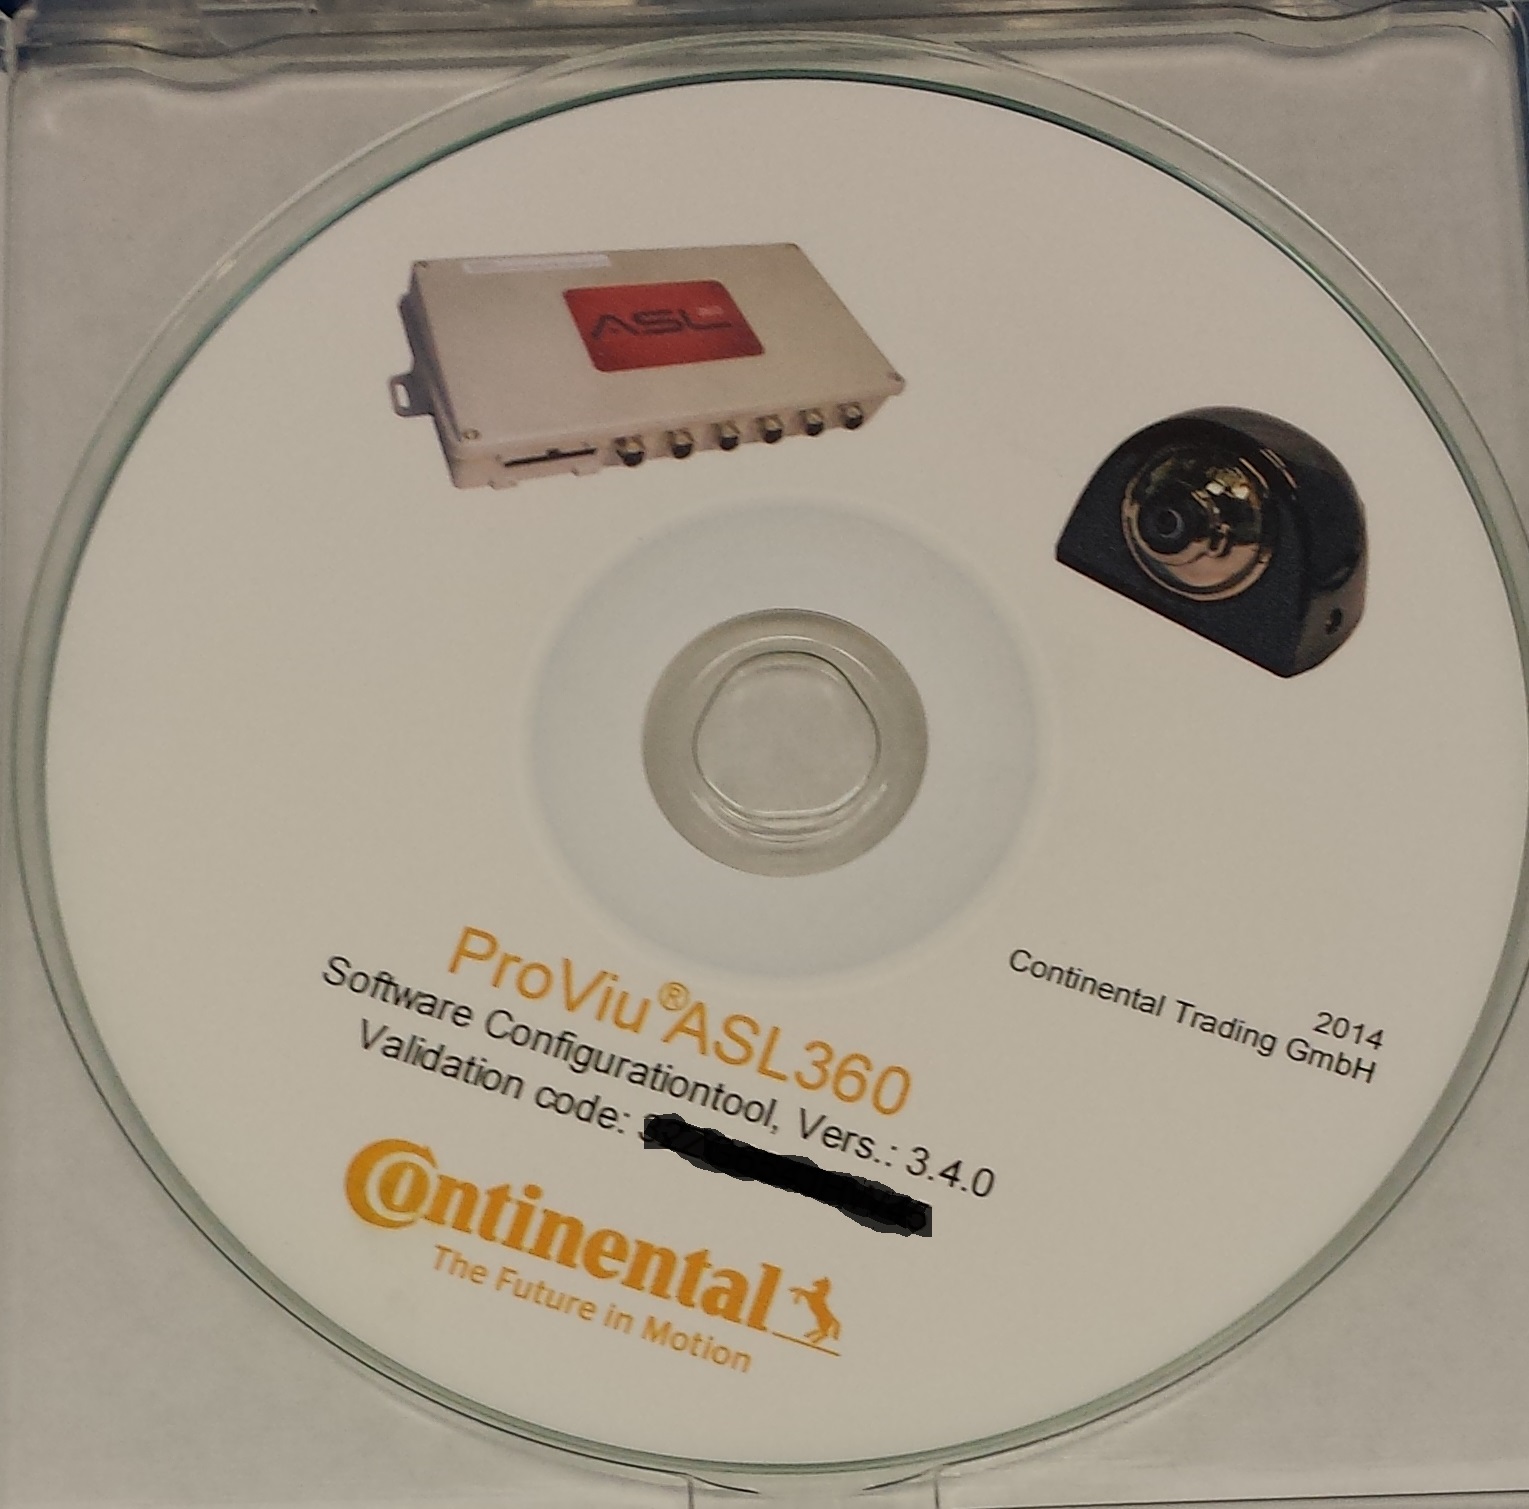 ASL
ProViu®ASL360
Software Configurationtool, Vers.: 3.4.0
Validation code:
Continental
The Future in Motion
2014
Continental Trading GmbH